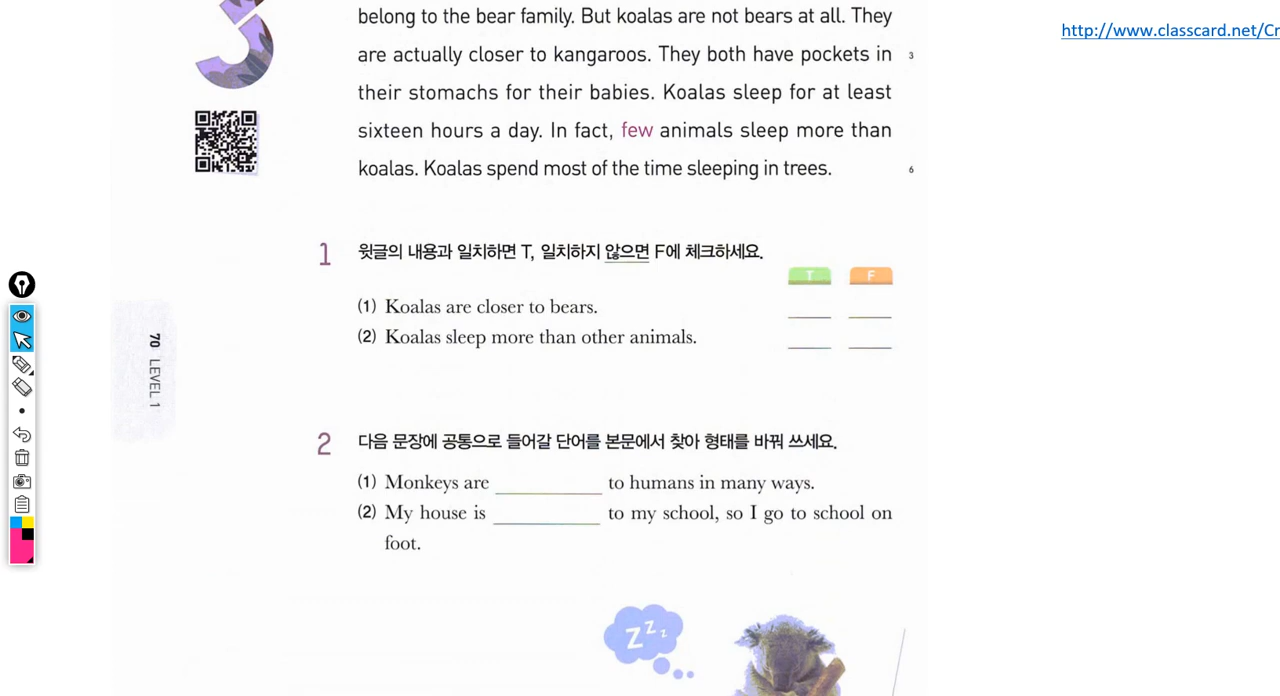 belong to the bear family. But koalas are not bears at all. They
http://www.classcard.net/Cr
are actually closer to kangaroos. They both have pockets in 3
their stomachs for their babies. Koalas sleep for at least
sixteen hours a day. In fact, few animals sleep more than
koalas. Koalas spend most of the time sleeping in trees. 6
1 윗글의 내용과 일치하면 T, 일치하지 않으면 F에 체크하세요.
T F
(1) Koalas are closer to bears.
(2) Koalas sleep more than other animals.
70 LEVEL 1
2 다음 문장에 공통으로 들어갈 단어를 본문에서 찾아 형태를 바꿔 쓰세요.
(1) Monkeys are __________ to humans in many ways.
(2) My house is __________ to my school, so I go to school on
foot.
Z Z Z